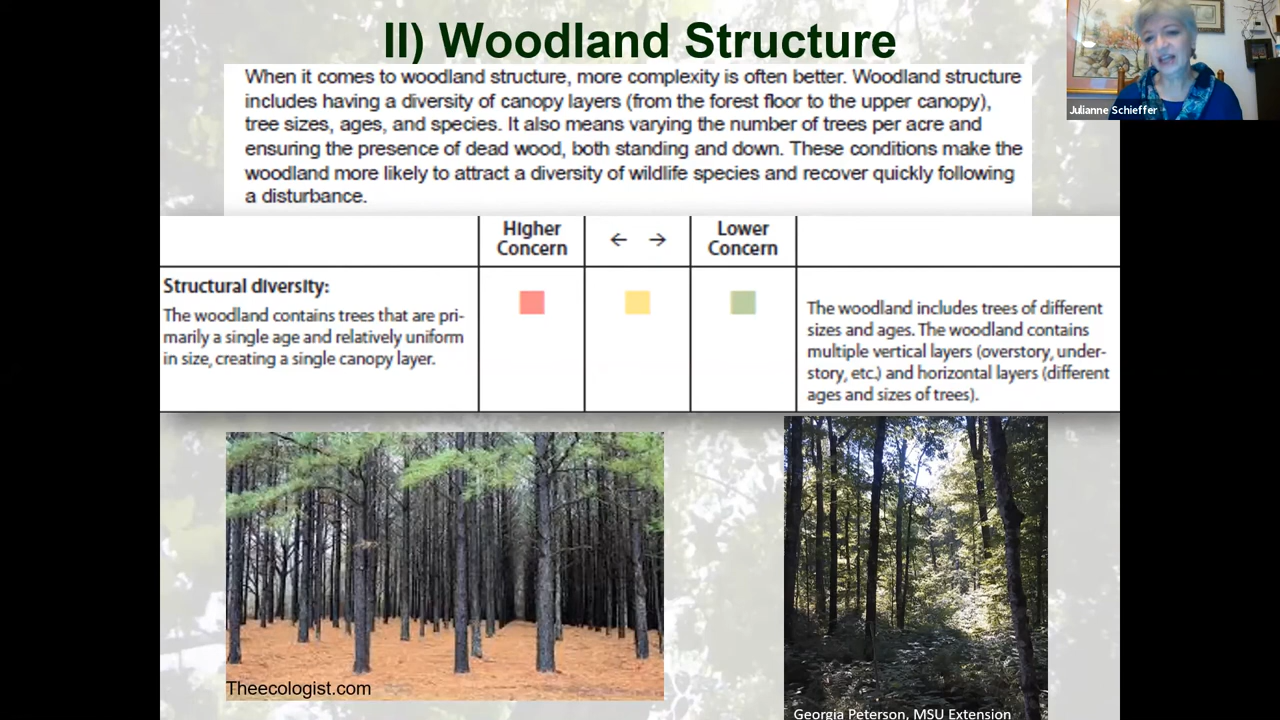 II) Woodland Structure
When it comes to woodland structure, more complexity is often better. Woodland structure
includes having a diversity of canopy layers (from the forest floor to the upper canopy),
tree sizes, ages, and species. It also means varying the number of trees per acre and
ensuring the presence of dead wood, both standing and down. These conditions make the
woodland more likely to attract a diversity of wildlife species and recover quickly following
a disturbance.
Julianne Schieffer
Higher
Concern
← →
Lower
Concern
Structural diversity:
The woodland contains trees that are pri-
marily a single age and relatively uniform
in size, creating a single canopy layer.
The woodland includes trees of different
sizes and ages. The woodland contains
multiple vertical layers (overstory, under-
story, etc.) and horizontal layers (different
ages and sizes of trees).
Theecologist.com
Georgia Peterson, MSU Extension